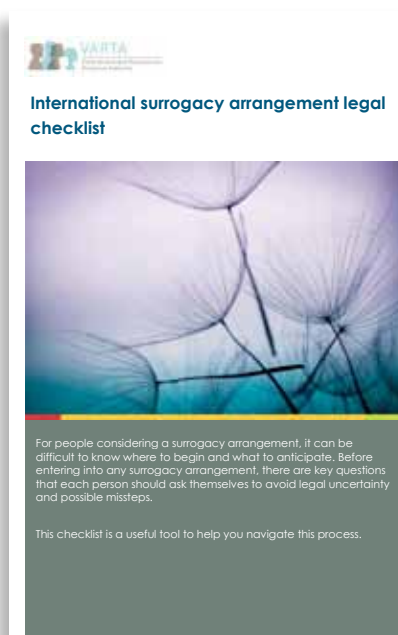 VARTA
International surrogacy arrangement legal
checklist
For people considering a surrogacy arrangement, it can be
difficult to know where to begin and what to anticipate. Before
entering into any surrogacy arrangement, there are key questions
that each person should ask themselves to avoid legal uncertainty
and possible missteps.
This checklist is a useful tool to help you navigate this process.